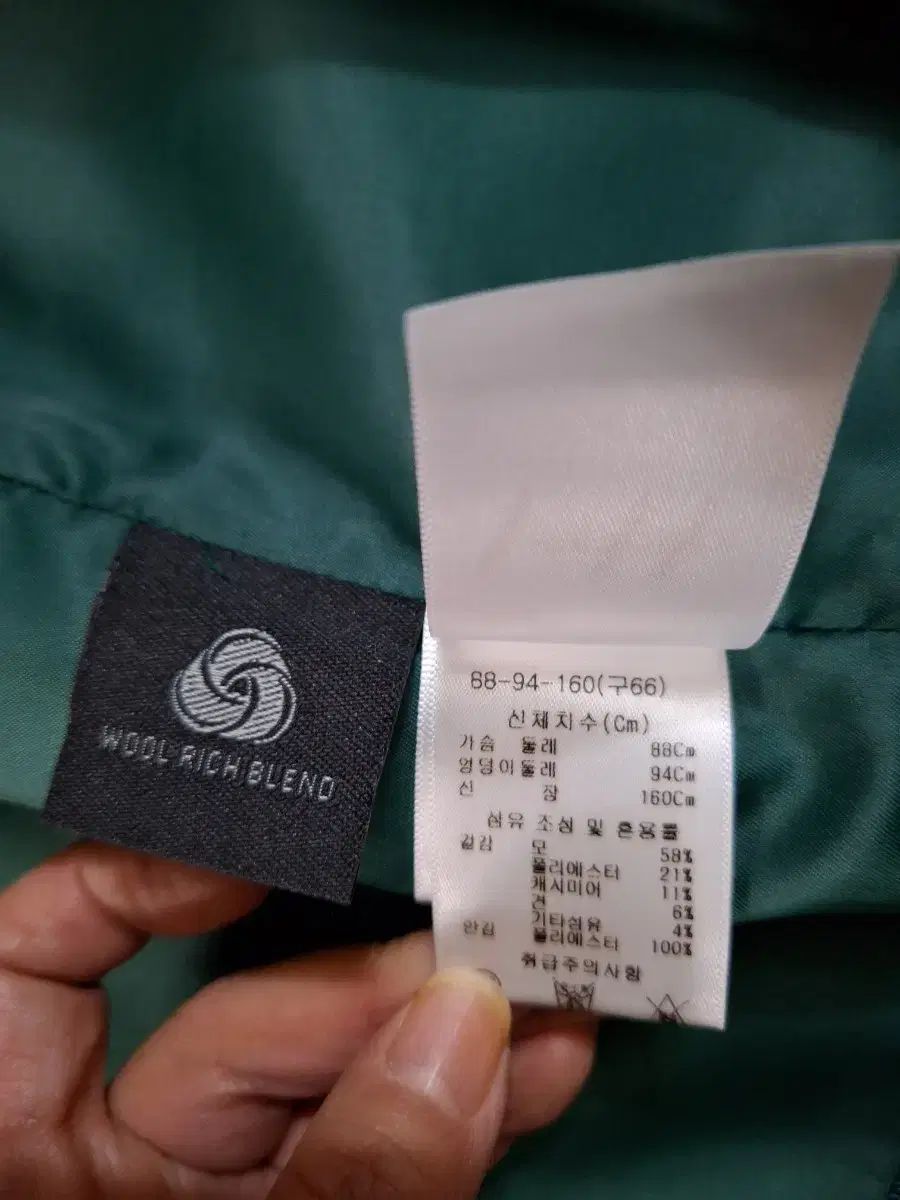 WOOL RICH BLEND
88-94-160(구66)
신체치수(Cm)
가슴 둘레 88Cm
엉덩이둘레 94Cm
신 장 160Cm
섬유 조성 및 혼용률
겉감 모 58%
폴리에스터 21%
캐시미어 11%
견 6%
기타섬유 4%
안감 폴리에스터 100%
취급주의사항